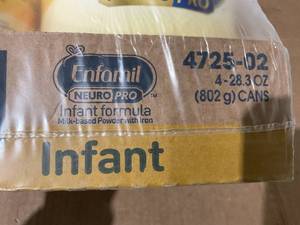 PRO
Enfamil
NEURO PRO™
Infant formula
Milk-based Powder with Iron
4725-02
4-28.3 OZ
(802 g) CANS
Infant